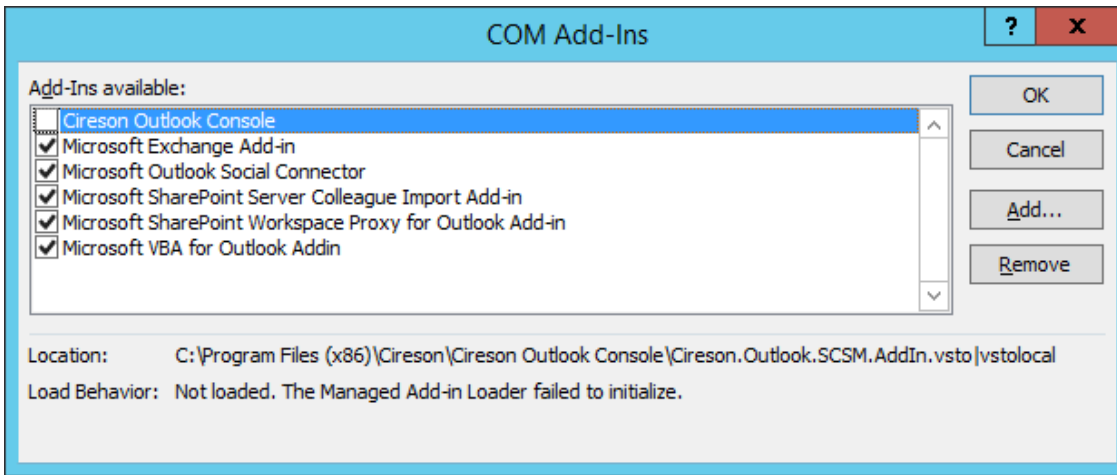 COM Add-Ins
?
x
Add-Ins available:
Cireson Outlook Console
Microsoft Exchange Add-in
Microsoft Outlook Social Connector
Microsoft SharePoint Server Colleague Import Add-in
Microsoft SharePoint Workspace Proxy for Outlook Add-in
Microsoft VBA for Outlook Addin
OK
Cancel
Add...
Remove
Location: C:\Program Files (x86)\Cireson\Cireson Outlook Console\Cireson.Outlook.SCSM.AddIn.vsto|vstolocal
Load Behavior: Not loaded. The Managed Add-in Loader failed to initialize.